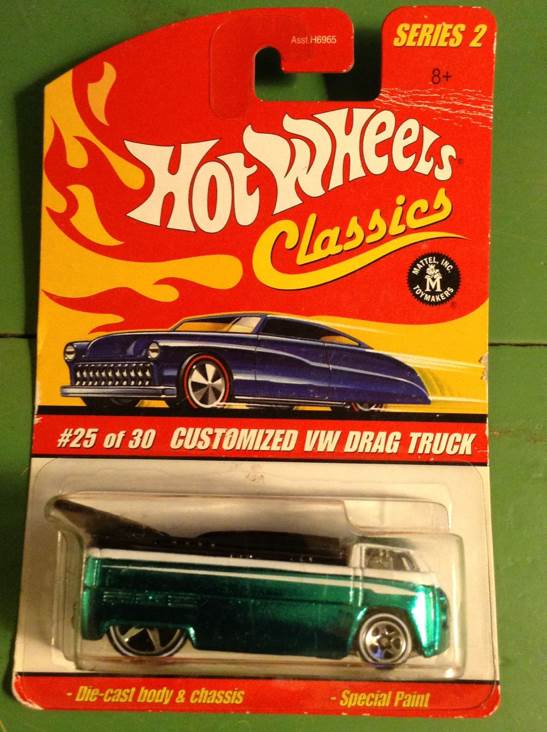 Asst.H6965
SERIES 2
8+
HOT WHEELS
Classics
MATTEL, INC.
M
TOYMAKERS
®
#25 of 30 CUSTOMIZED VW DRAG TRUCK
- Die-cast body & chassis
- Special Paint